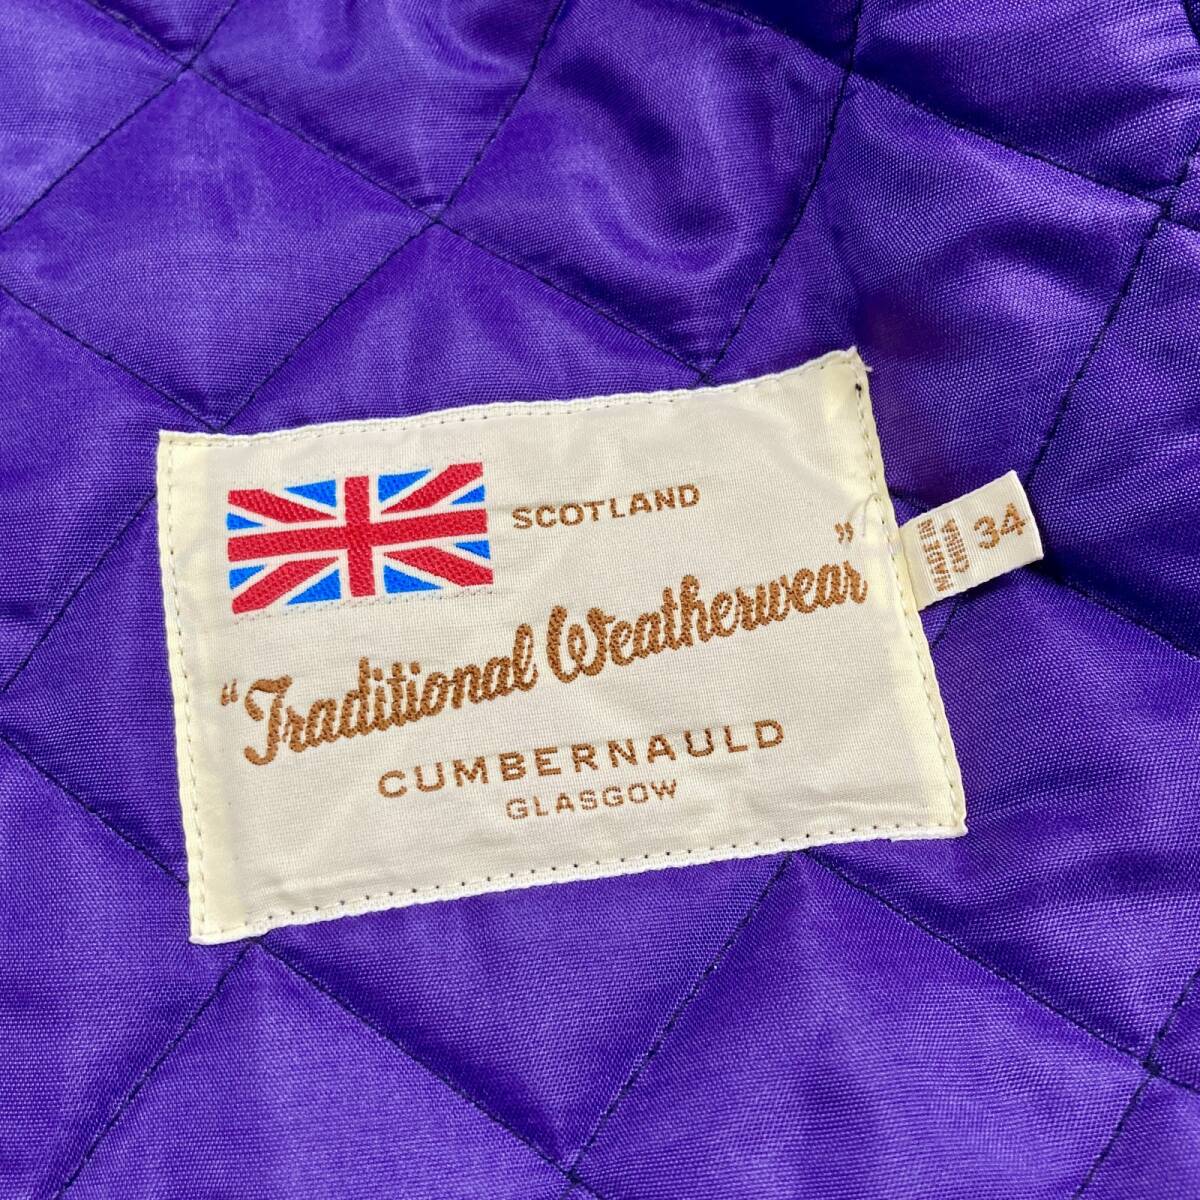 SCOTLAND
"Traditional Weatherwear"
CUMBERNAULD
GLASGOW
MADE IN
CHINA
34